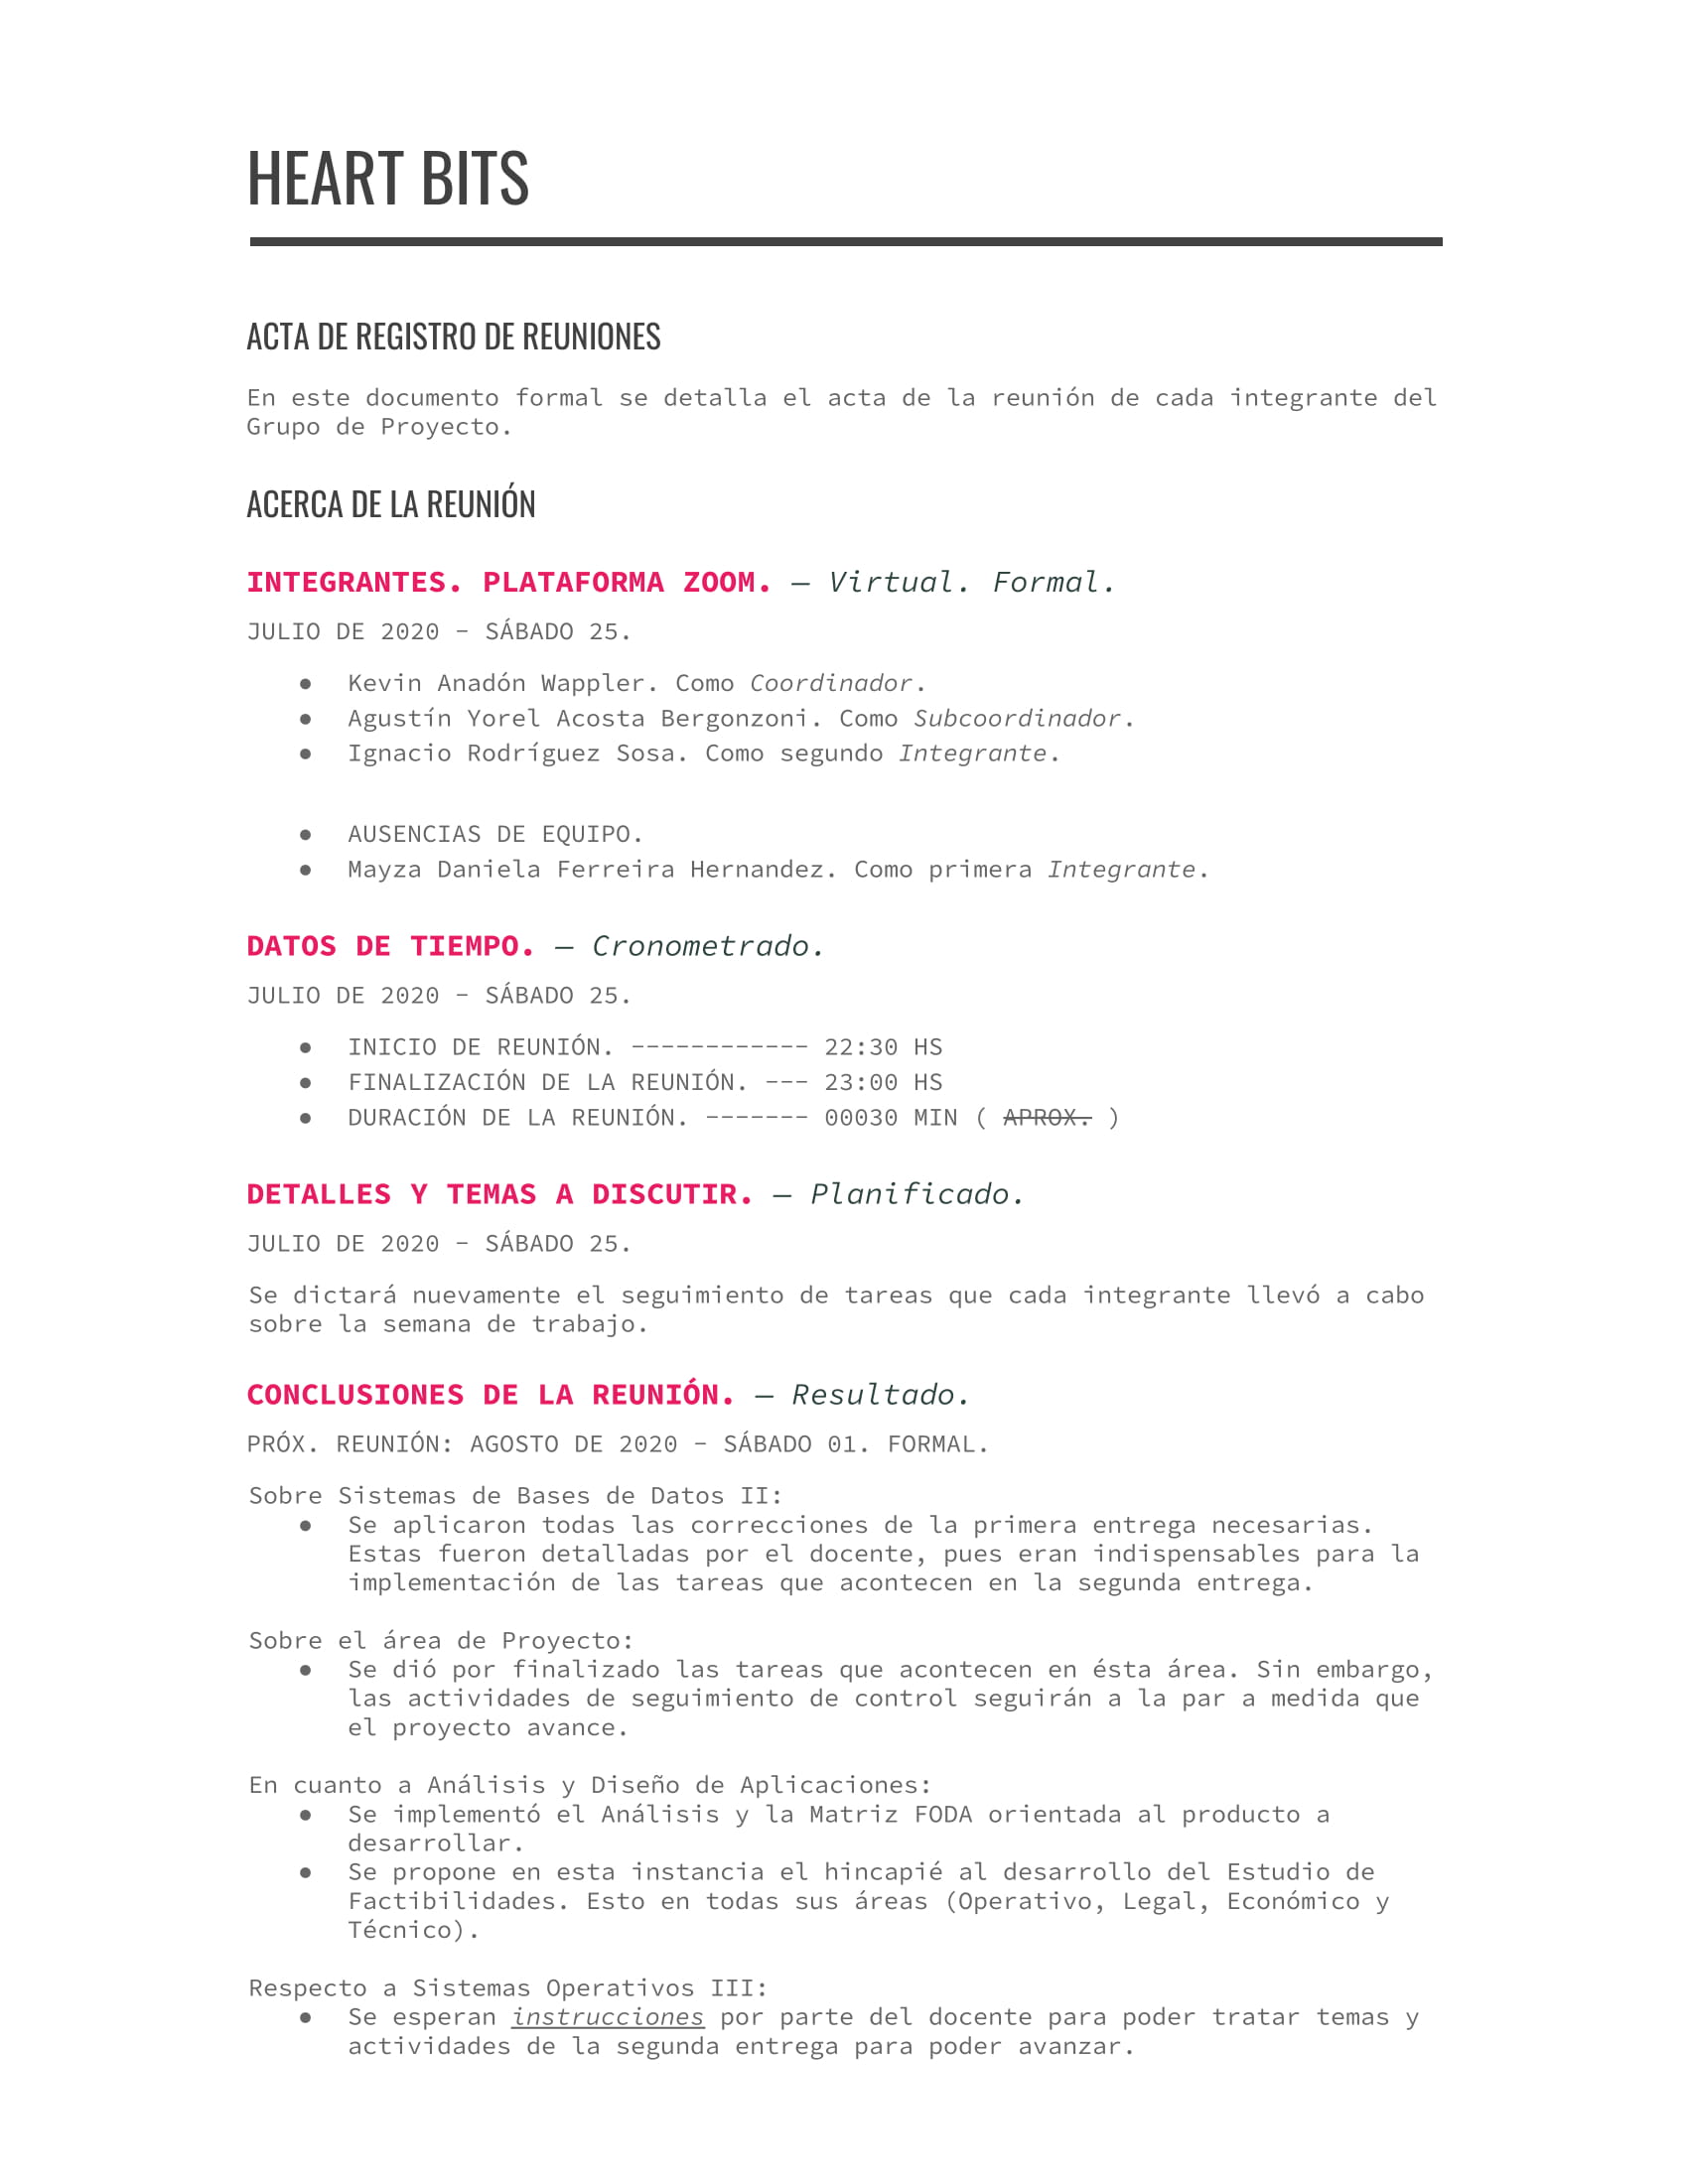 HEART BITS
ACTA DE REGISTRO DE REUNIONES
En este documento formal se detalla el acta de la reunión de cada integrante del
Grupo de Proyecto.
ACERCA DE LA REUNIÓN
INTEGRANTES. PLATAFORMA ZOOM. — Virtual. Formal.
JULIO DE 2020 - SÁBADO 25.
● Kevin Anadón Wappler. Como Coordinador.
● Agustín Yorel Acosta Bergonzoni. Como Subcoordinador.
● Ignacio Rodríguez Sosa. Como segundo Integrante.
● AUSENCIAS DE EQUIPO.
● Mayza Daniela Ferreira Hernandez. Como primera Integrante.
DATOS DE TIEMPO. — Cronometrado.
JULIO DE 2020 - SÁBADO 25.
● INICIO DE REUNIÓN. ------------ 22:30 HS
● FINALIZACIÓN DE LA REUNIÓN. --- 23:00 HS
● DURACIÓN DE LA REUNIÓN. ------- 00030 MIN ( APROX. )
DETALLES Y TEMAS A DISCUTIR. — Planificado.
JULIO DE 2020 - SÁBADO 25.
Se dictará nuevamente el seguimiento de tareas que cada integrante llevó a cabo
sobre la semana de trabajo.
CONCLUSIONES DE LA REUNIÓN. — Resultado.
PRÓX. REUNIÓN: AGOSTO DE 2020 - SÁBADO 01. FORMAL.
Sobre Sistemas de Bases de Datos II:
● Se aplicaron todas las correcciones de la primera entrega necesarias.
Estas fueron detalladas por el docente, pues eran indispensables para la
implementación de las tareas que acontecen en la segunda entrega.
Sobre el área de Proyecto:
● Se dió por finalizado las tareas que acontecen en ésta área. Sin embargo,
las actividades de seguimiento de control seguirán a la par a medida que
el proyecto avance.
En cuanto a Análisis y Diseño de Aplicaciones:
● Se implementó el Análisis y la Matriz FODA orientada al producto a
desarrollar.
● Se propone en esta instancia el hincapié al desarrollo del Estudio de
Factibilidades. Esto en todas sus áreas (Operativo, Legal, Económico y
Técnico).
Respecto a Sistemas Operativos III:
● Se esperan instrucciones por parte del docente para poder tratar temas y
actividades de la segunda entrega para poder avanzar.